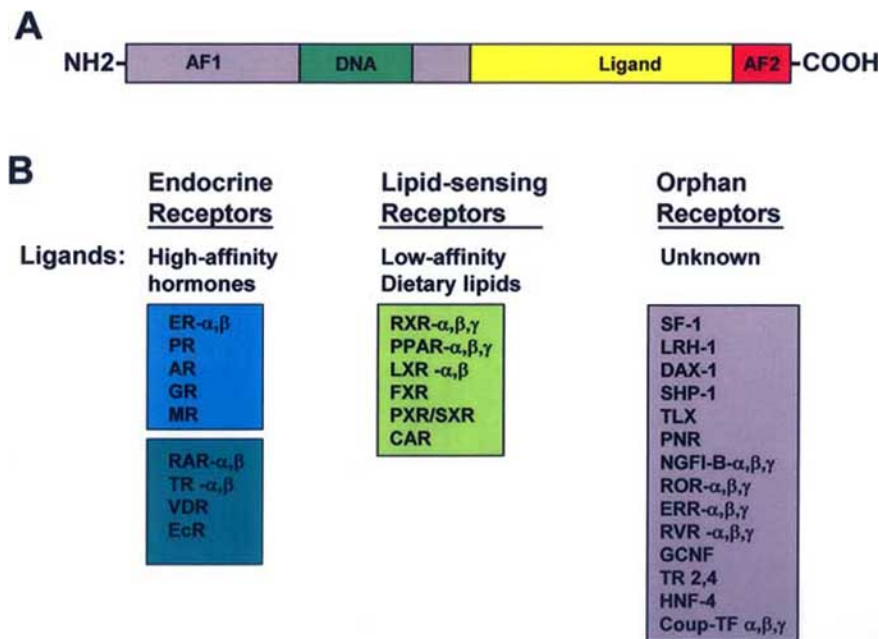 A
NH2- AF1 DNA Ligand AF2 -COOH
B
Endocrine
Receptors
Lipid-sensing
Receptors
Orphan
Receptors
Ligands:
High-affinity
hormones
Low-affinity
Dietary lipids
Unknown
ER-α,β
PR
AR
GR
MR
RAR-α,β
TR -α,β
VDR
EcR
RXR-α,β,γ
PPAR-α,β,γ
LXR -α,β
FXR
PXR/SXR
CAR
SF-1
LRH-1
DAX-1
SHP-1
TLX
PNR
NGFI-B-α,β,γ
ROR-α,β,γ
ERR-α,β,γ
RVR -α,β,γ
GCNF
TR 2,4
HNF-4
Coup-TF α,β,γ